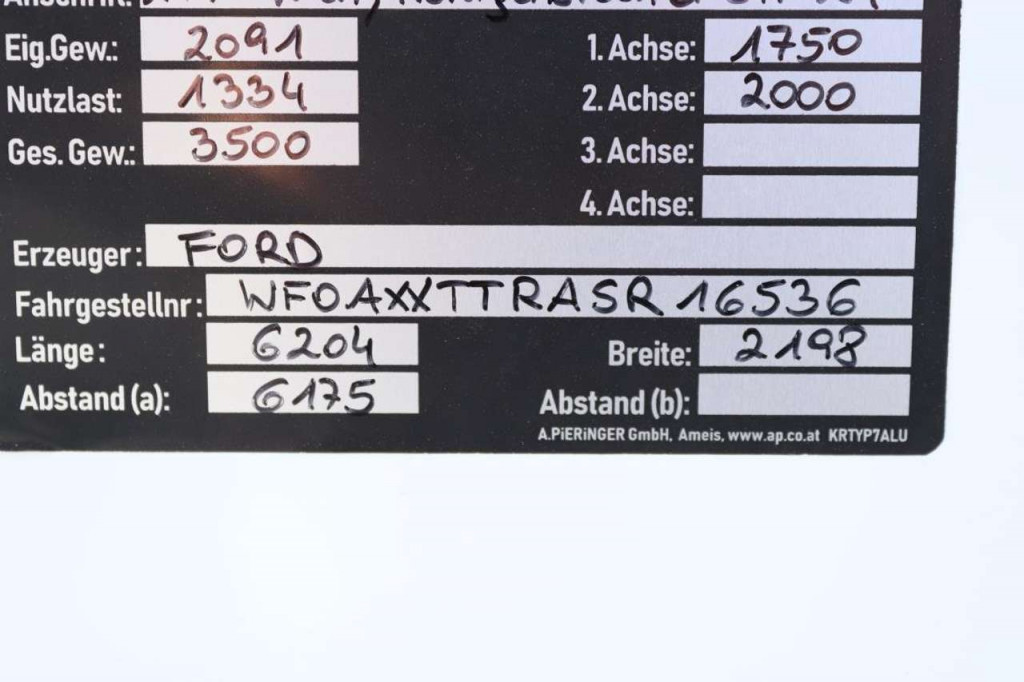 Eig.Gew.: 2091 1.Achse: 1750
Nutzlast: 1334 2.Achse: 2000
Ges. Gew.: 3500 3.Achse:
4.Achse:
Erzeuger: FORD
Fahrgestellnr: WF0AXXTTRASR16536
Länge: 6204 Breite: 2198
Abstand (a): 6175 Abstand (b):
A.PiERiNGER GmbH, Ameis, www.ap.co.at KRTYP7ALU